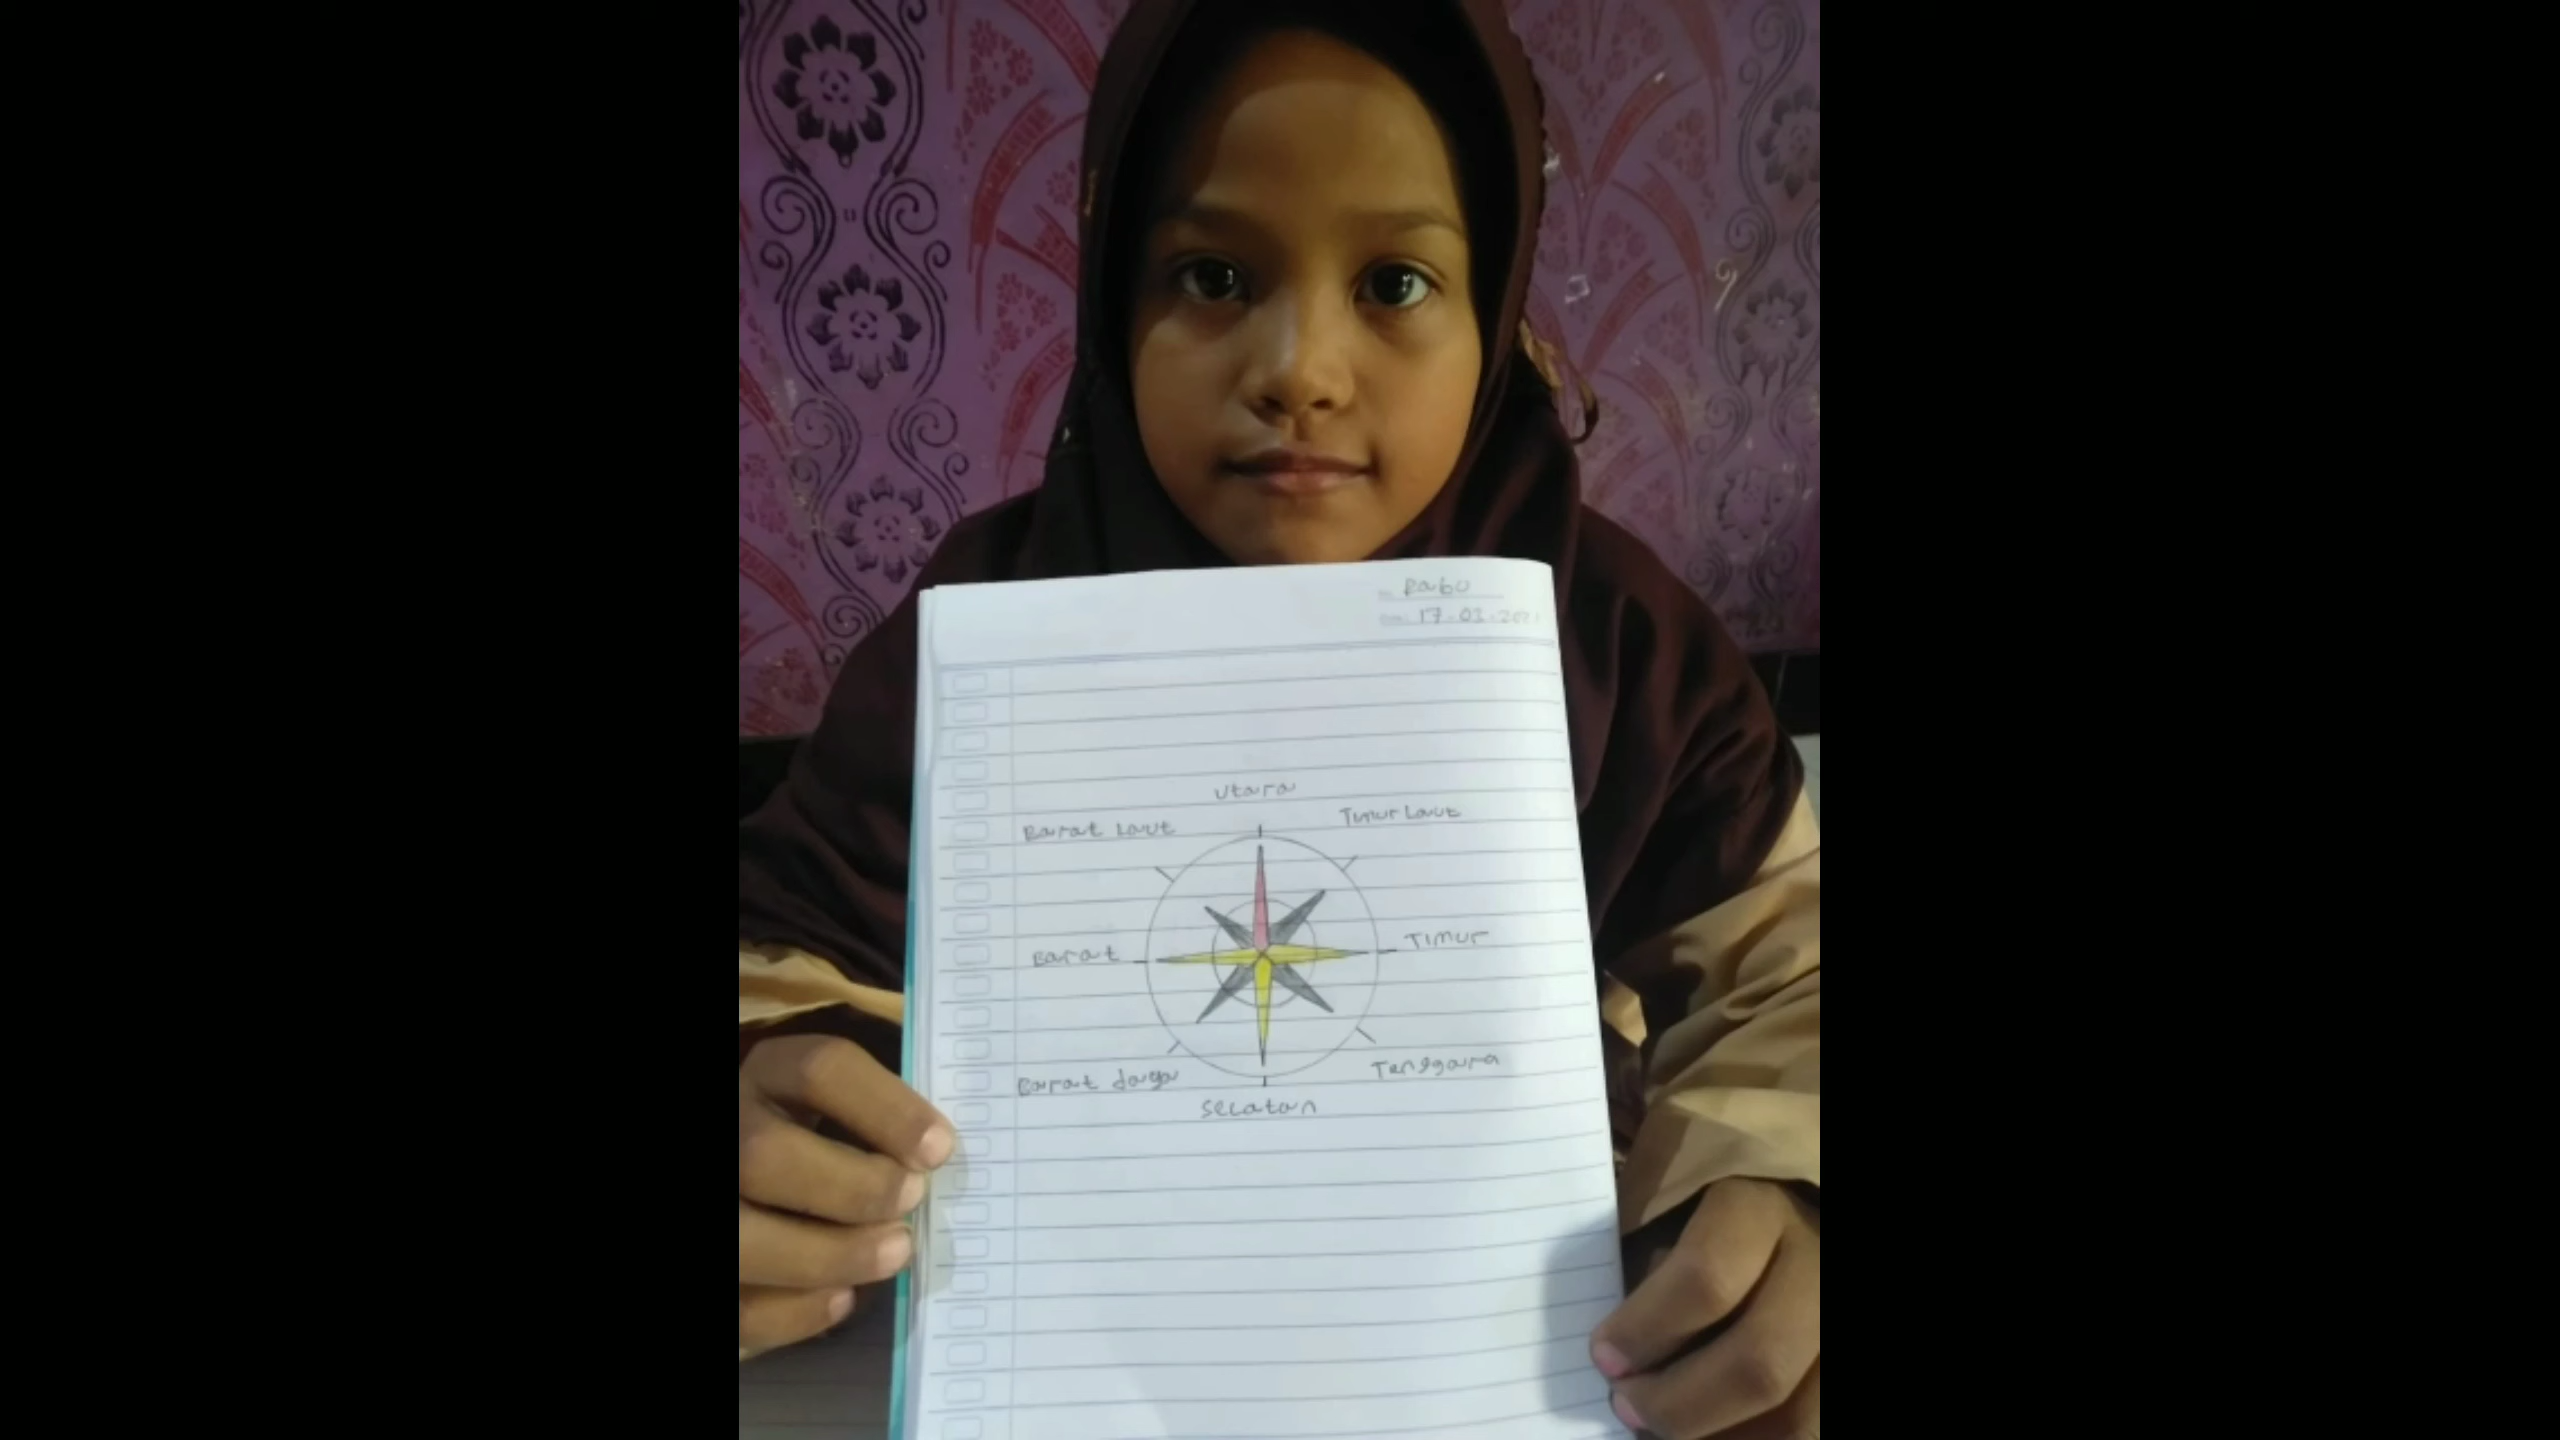 Rabu
17-03-2021
Utara
Barat Laut
Timur Laut
Barat
Timur
Barat daya
Tenggara
Selatan